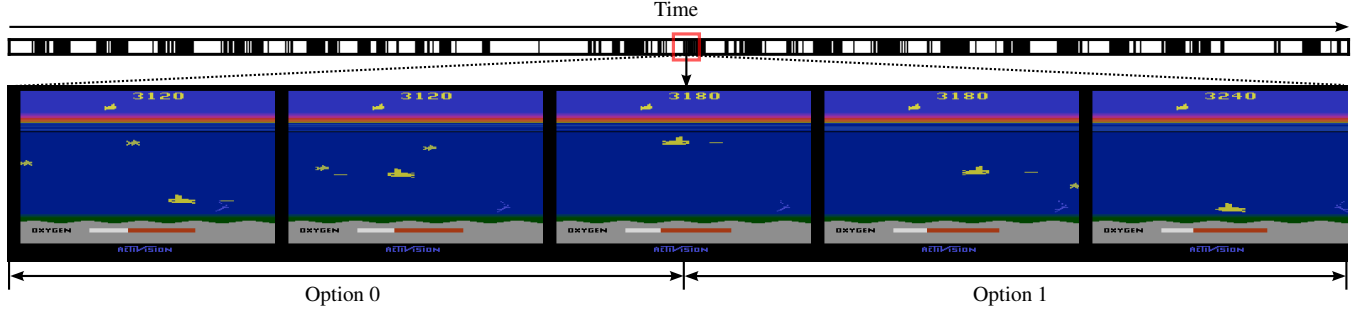 Time
3120 3120 3180 3180 3240
OXYGEN OXYGEN OXYGEN OXYGEN OXYGEN
ACTIVISION ACTIVISION ACTIVISION ACTIVISION ACTIVISION
Option 0 Option 1